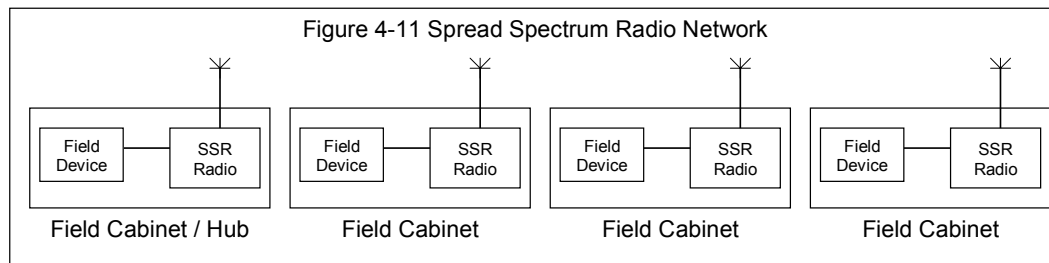 Figure 4-11 Spread Spectrum Radio Network
Field
Device
SSR
Radio
Field
Device
SSR
Radio
Field
Device
SSR
Radio
Field
Device
SSR
Radio
Field Cabinet / Hub
Field Cabinet
Field Cabinet
Field Cabinet